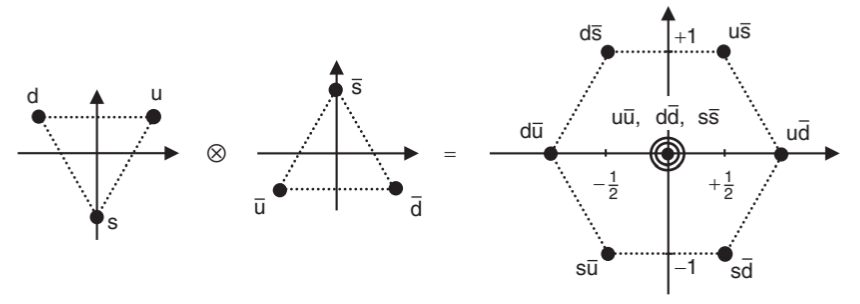 d u
s
⊗
s̄
ū d̄
=
ds̄ +1 us̄
uū, dd̄, ss̄
dū ud̄
−1/2 +1/2
sū −1 sd̄